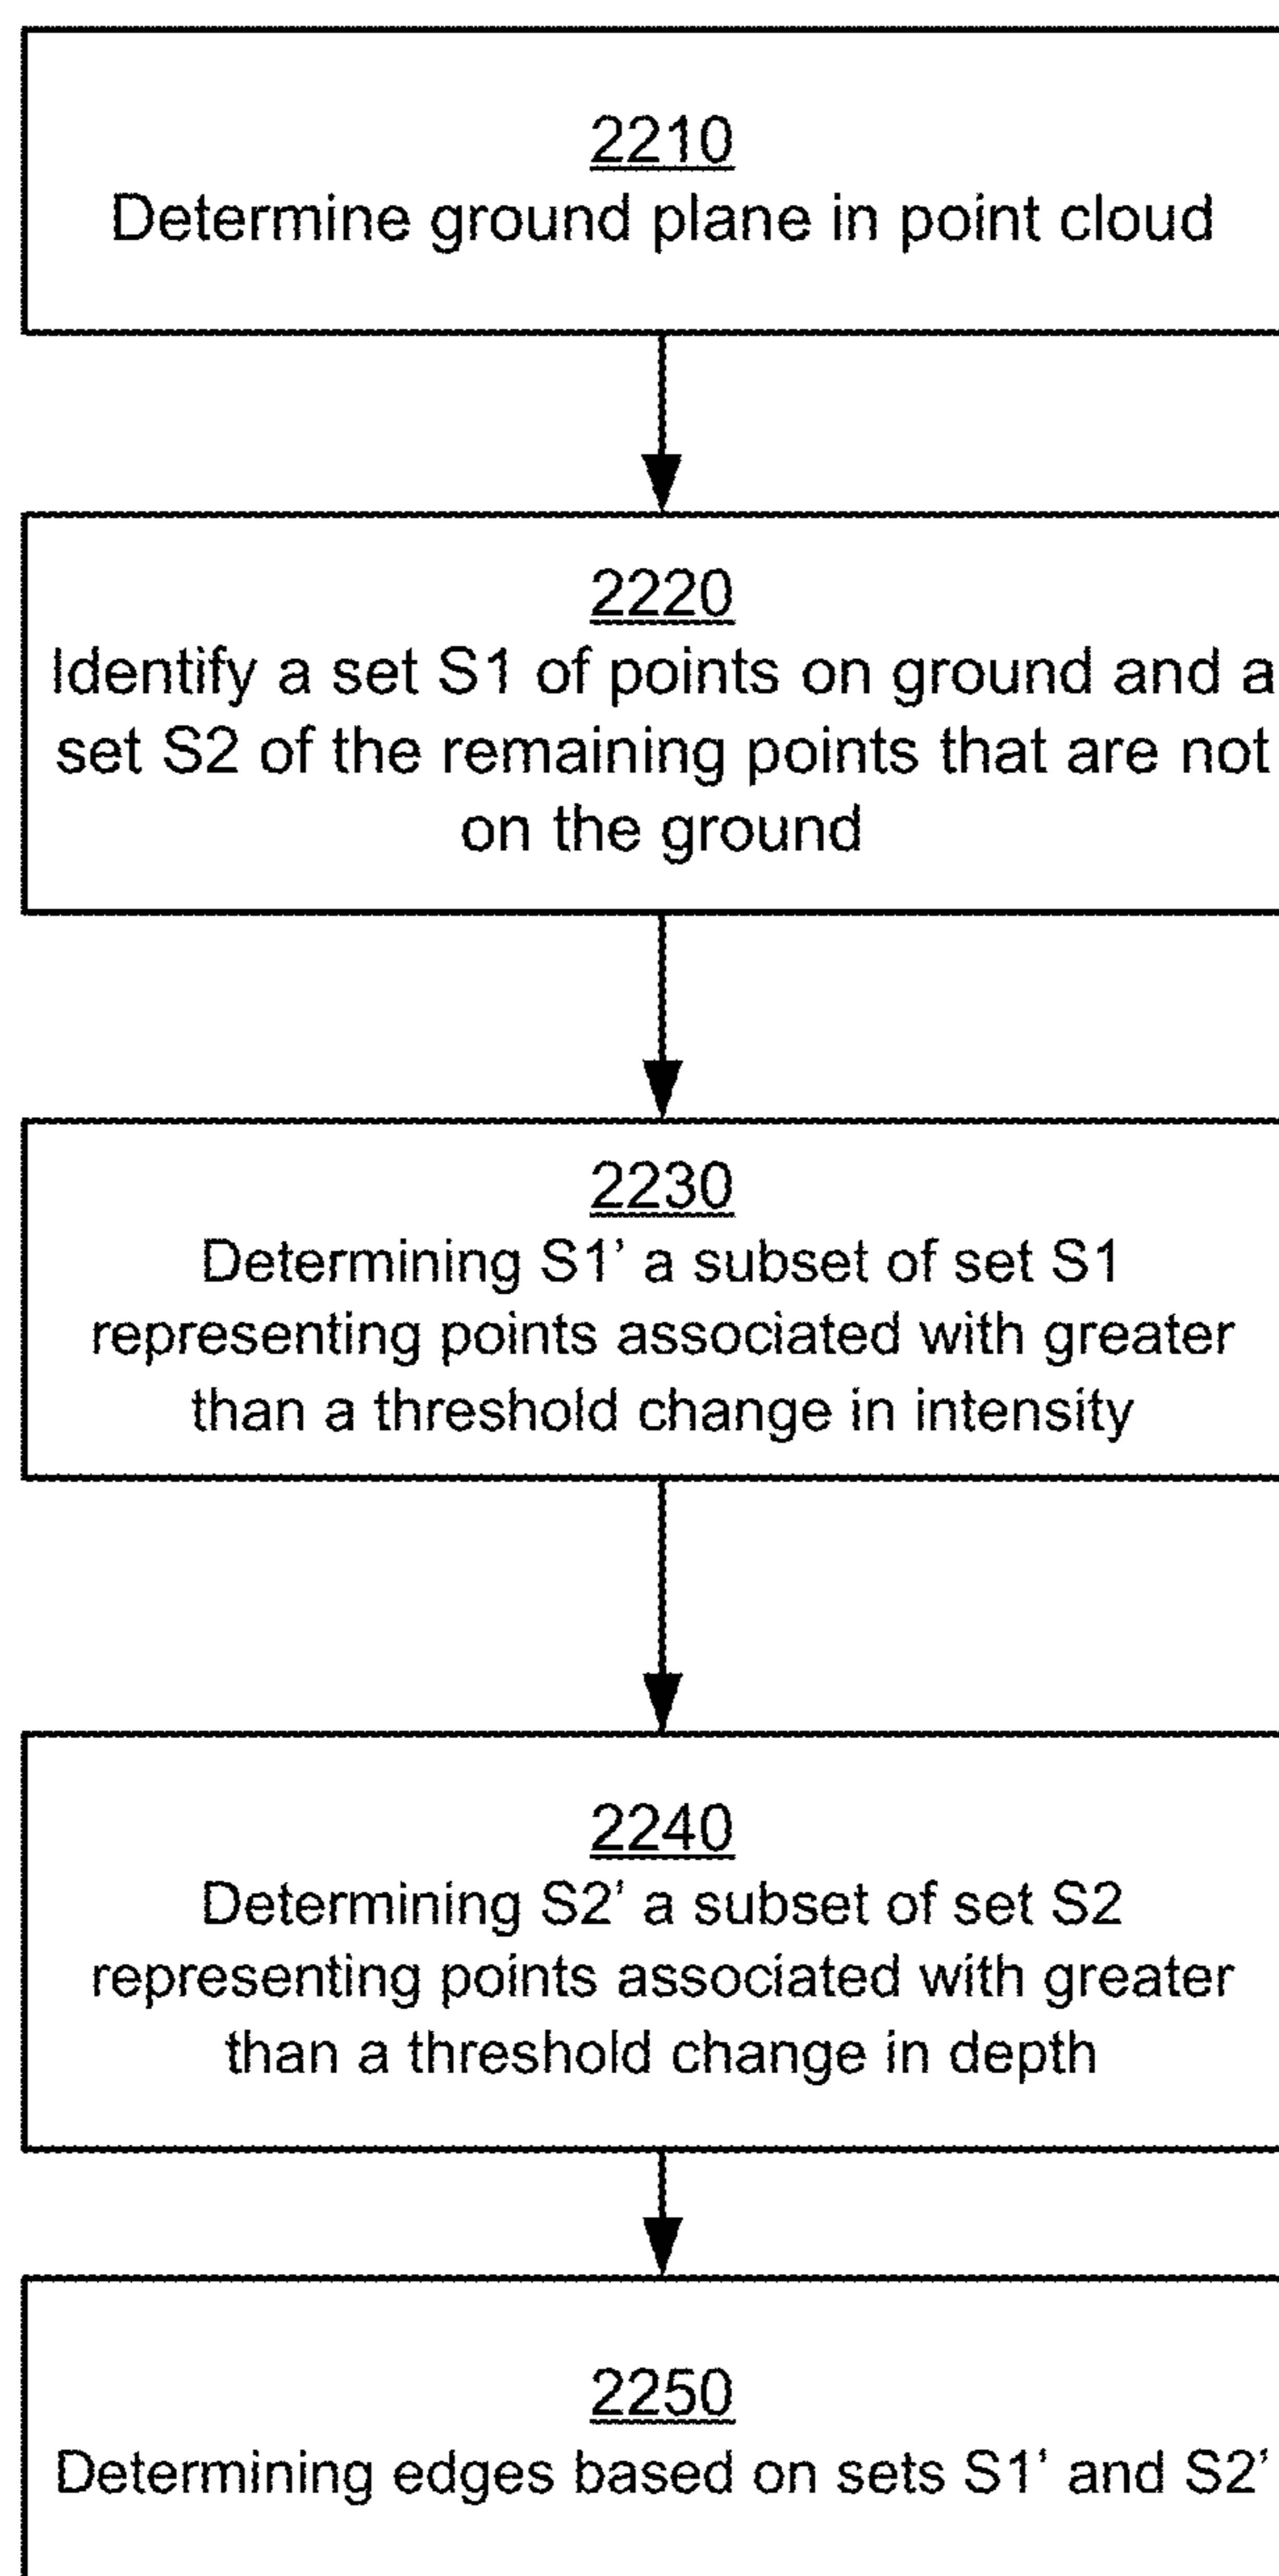 2210
Determine ground plane in point cloud
2220
Identify a set S1 of points on ground and a
set S2 of the remaining points that are not
on the ground
2230
Determining S1’ a subset of set S1
representing points associated with greater
than a threshold change in intensity
2240
Determining S2’ a subset of set S2
representing points associated with greater
than a threshold change in depth
2250
Determining edges based on sets S1’ and S2’